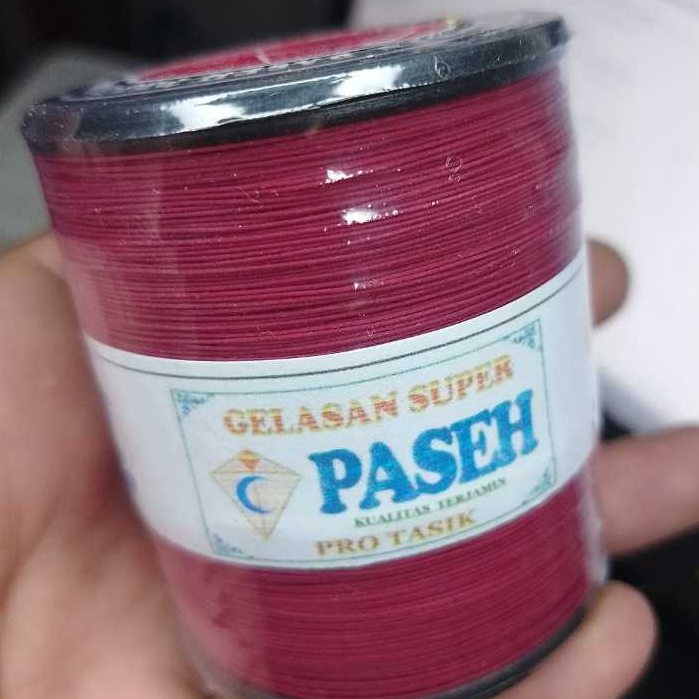 GELASAN SUPER
PASEH
KUALITAS TERJAMIN
PRO TASIK